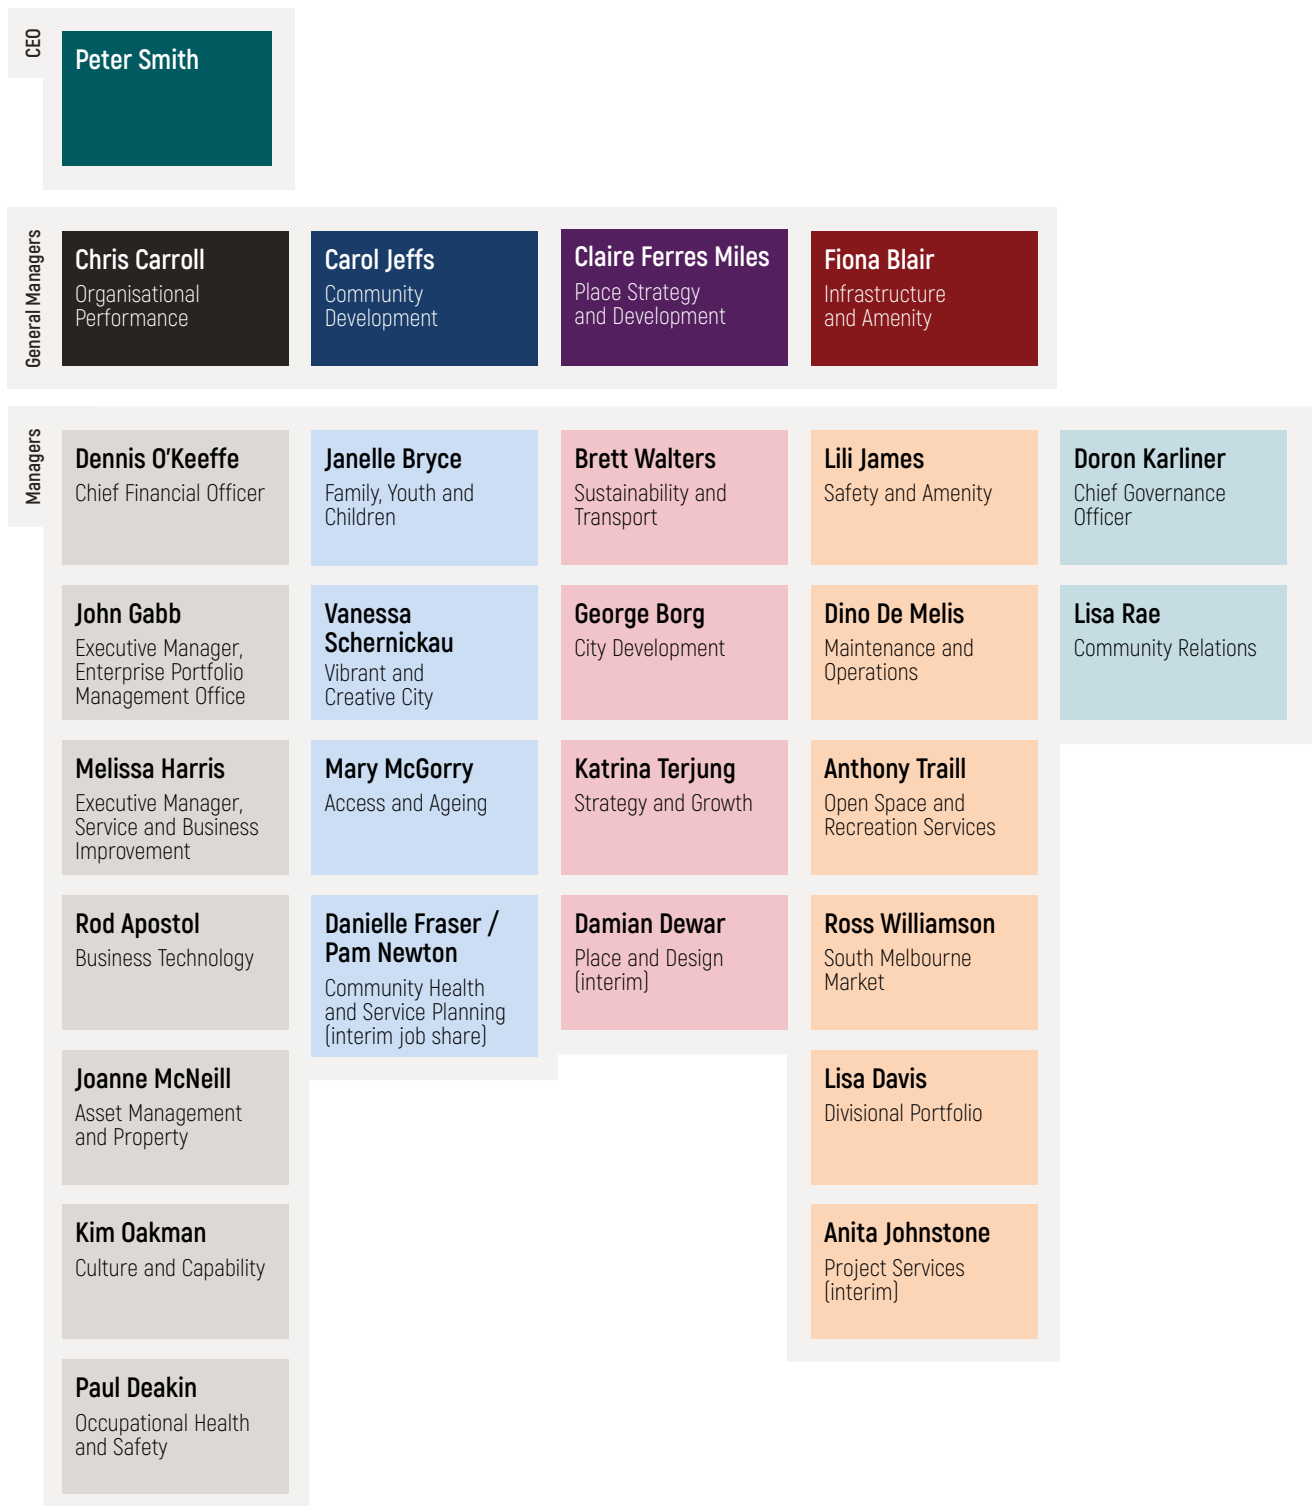 CEO
Peter Smith
General Managers
Chris Carroll
Organisational
Performance
Carol Jeffs
Community
Development
Claire Ferres Miles
Place Strategy
and Development
Fiona Blair
Infrastructure
and Amenity
Managers
Dennis O'Keeffe
Chief Financial Officer
Janelle Bryce
Family, Youth and
Children
Brett Walters
Sustainability and
Transport
Lili James
Safety and Amenity
Doron Karliner
Chief Governance
Officer
John Gabb
Executive Manager,
Enterprise Portfolio
Management Office
Vanessa
Schernickau
Vibrant and
Creative City
George Borg
City Development
Dino De Melis
Maintenance and
Operations
Lisa Rae
Community Relations
Melissa Harris
Executive Manager,
Service and Business
Improvement
Mary McGorry
Access and Ageing
Katrina Terjung
Strategy and Growth
Anthony Traill
Open Space and
Recreation Services
Rod Apostol
Business Technology
Danielle Fraser /
Pam Newton
Community Health
and Service Planning
(interim job share)
Damian Dewar
Place and Design
(interim)
Ross Williamson
South Melbourne
Market
Joanne McNeill
Asset Management
and Property
Lisa Davis
Divisional Portfolio
Kim Oakman
Culture and Capability
Anita Johnstone
Project Services
(interim)
Paul Deakin
Occupational Health
and Safety